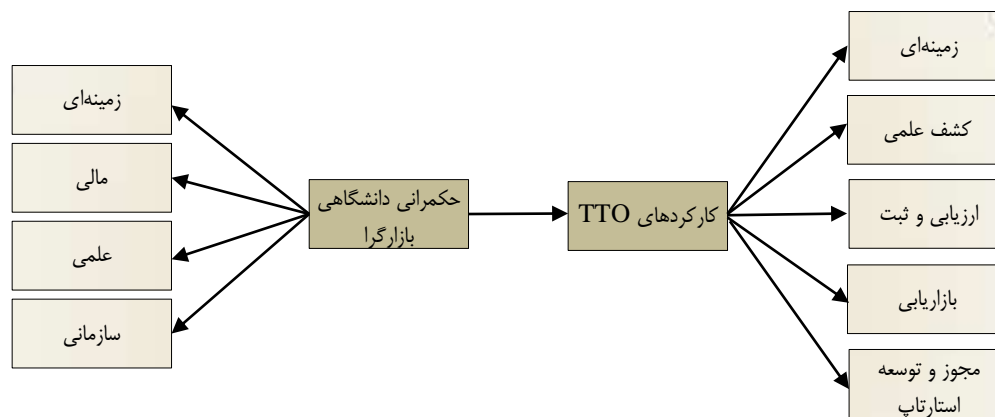 زمینه‌ای
کشف علمی
ارزیابی و ثبت
بازاریابی
مجوز و توسعه
استارتاپ
کارکردهای TTO
حکمرانی دانشگاهی
بازارگرا
زمینه‌ای
مالی
علمی
سازمانی